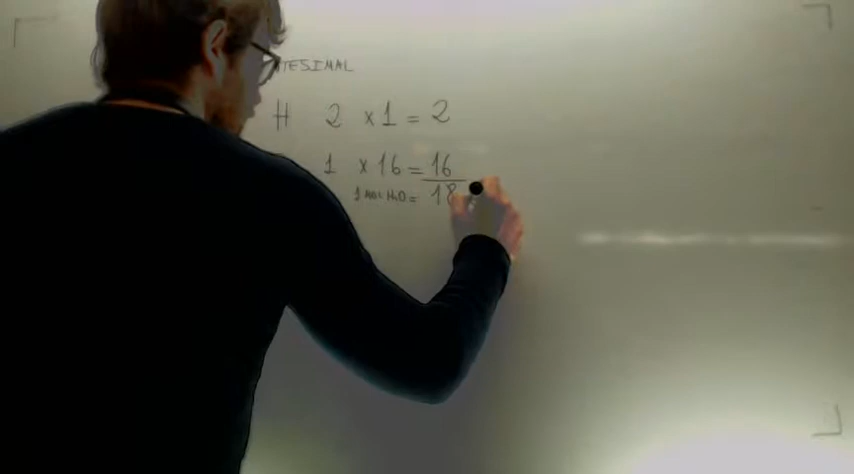 TESIMAL
H 2 x 1 = 2
1 x 16 = 16
1 MOL H₂O = 18